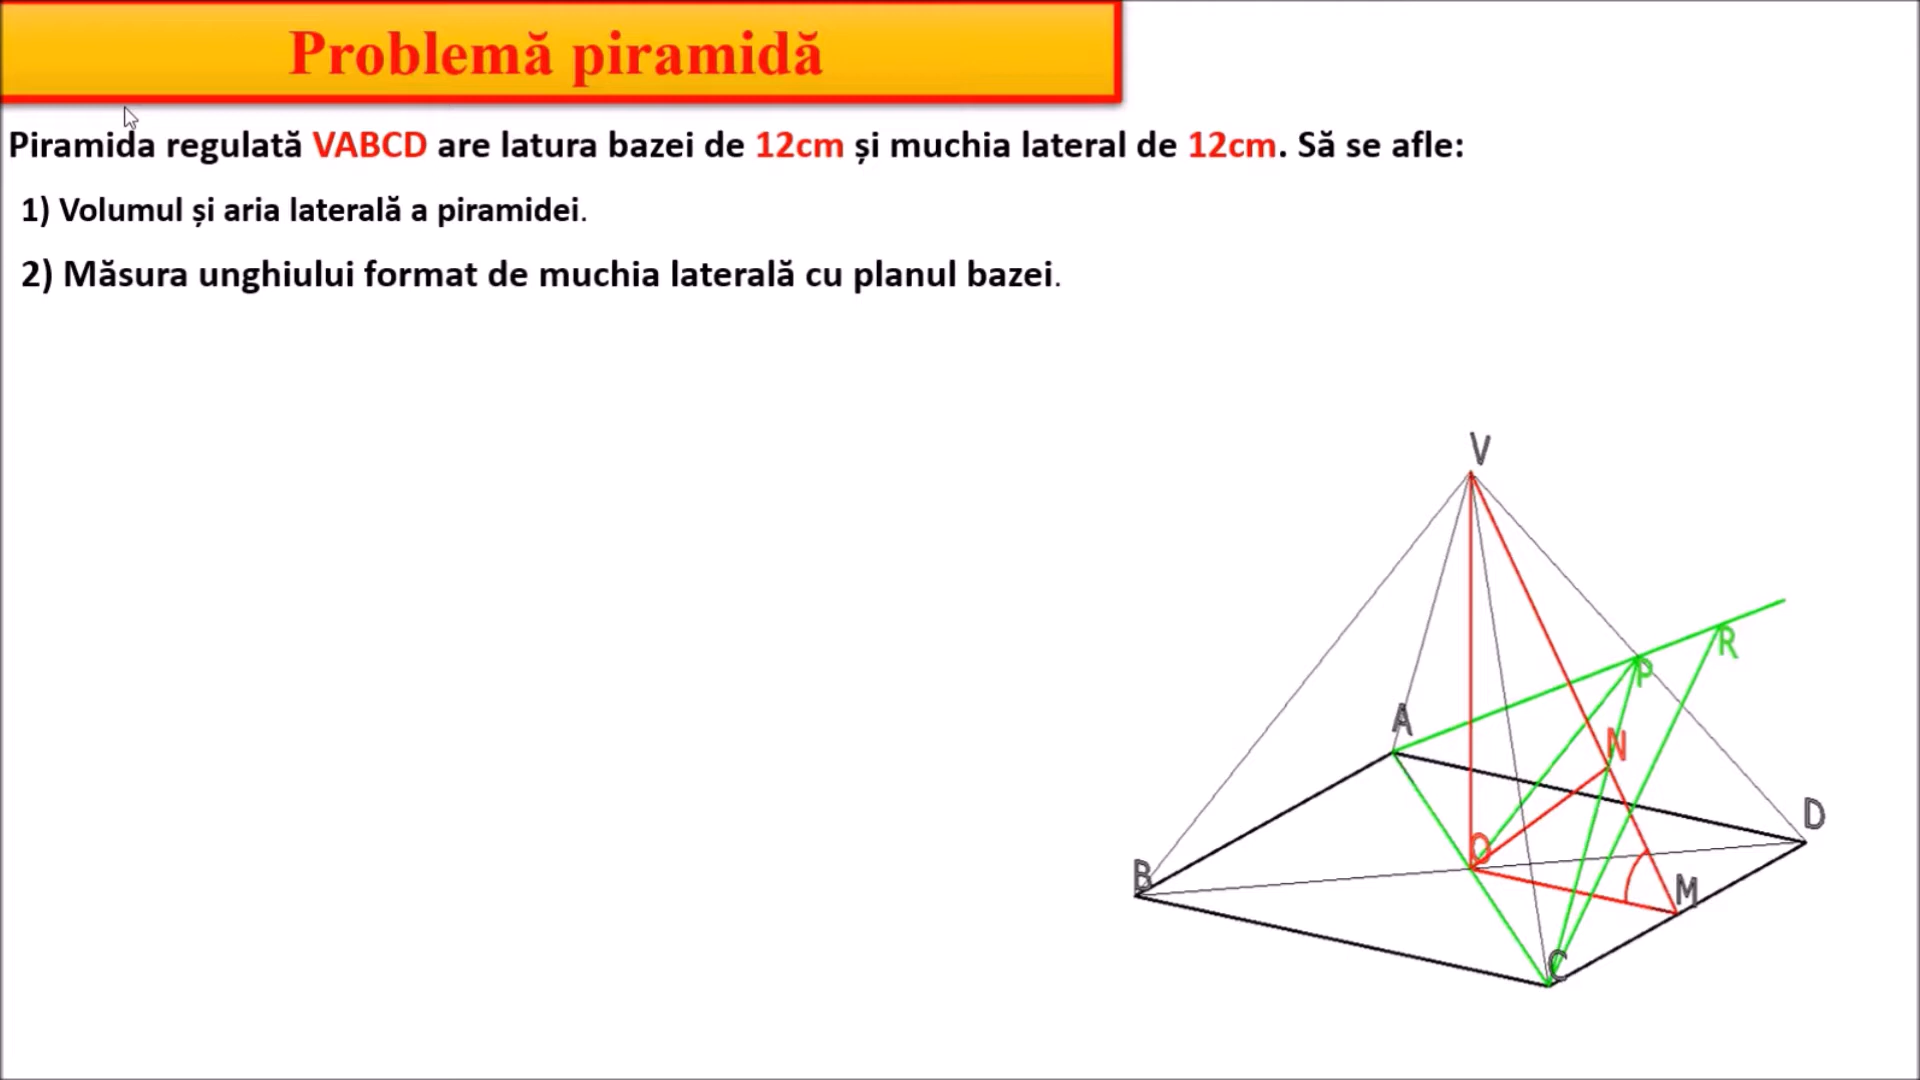 Problemă piramidă
Piramida regulată VABCD are latura bazei de 12cm și muchia lateral de 12cm. Să se afle:
1) Volumul și aria laterală a piramidei.
2) Măsura unghiului format de muchia laterală cu planul bazei.
V
R
P
A
N
D
O
B
M
C